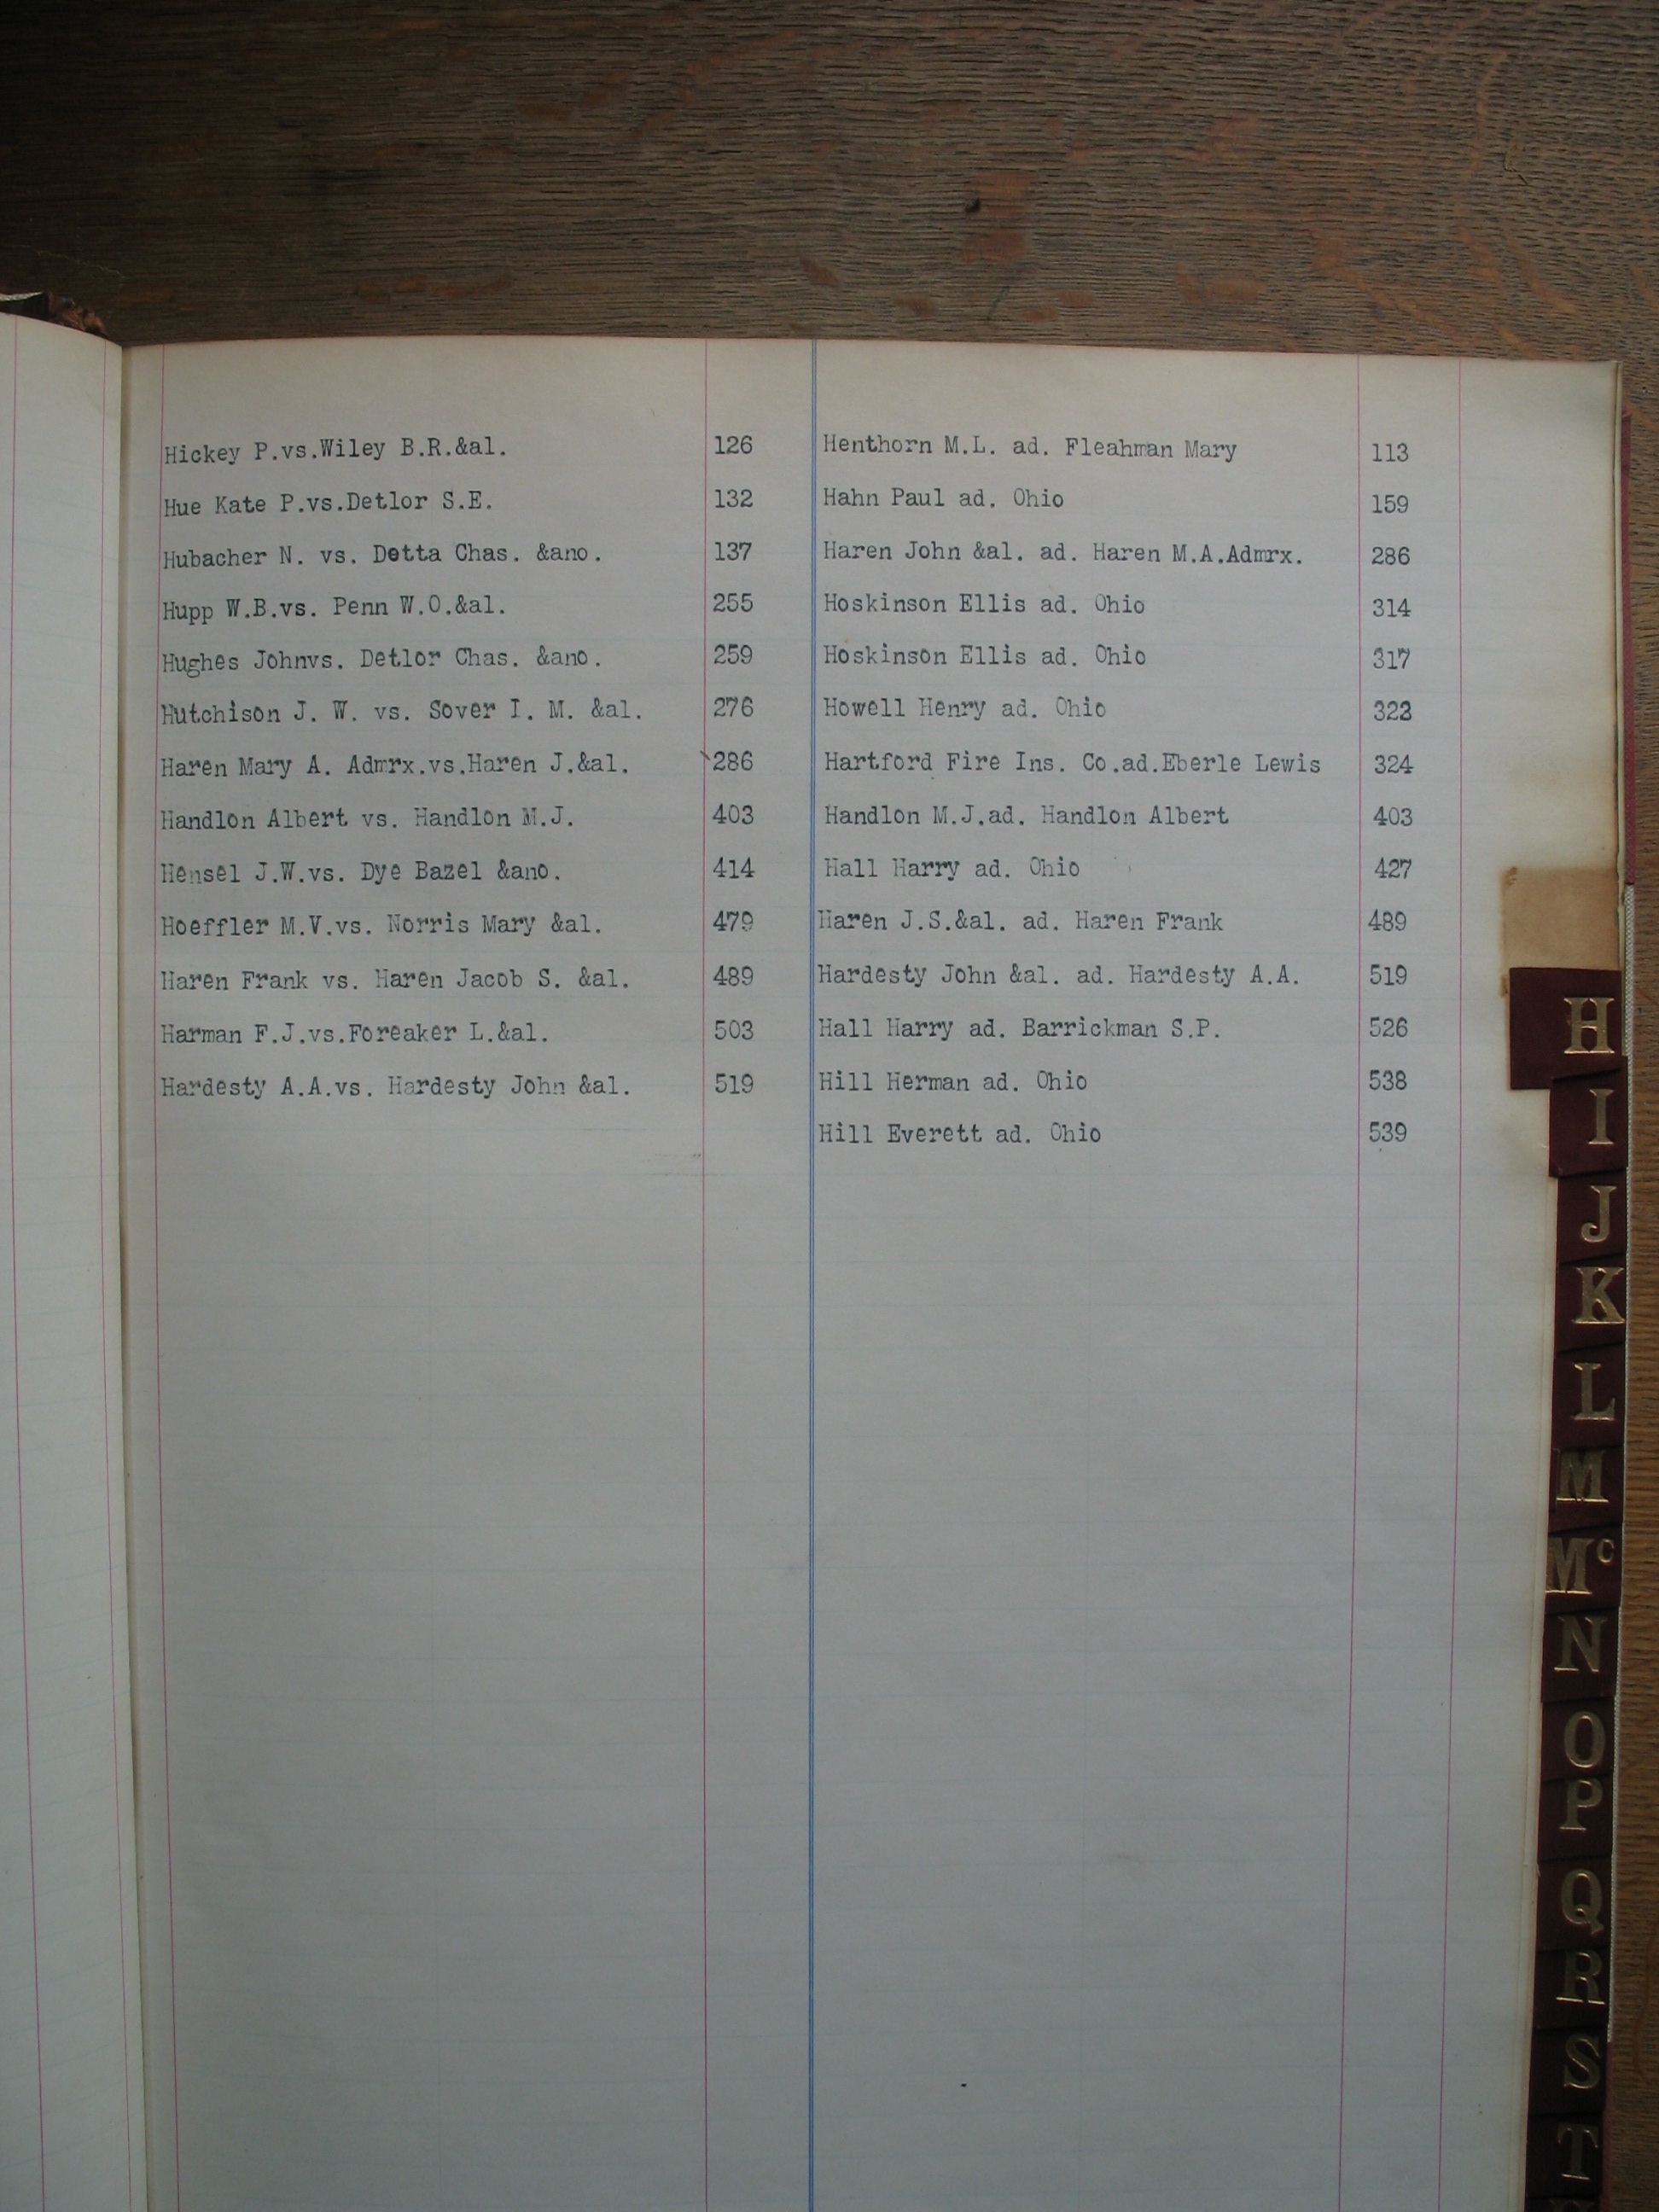 Hickey P.vs.Wiley B.R.&al. 126
Hue Kate P.vs.Detlor S.E. 132
Hubacher N. vs. Detta Chas. &ano. 137
Hupp W.B.vs. Penn W.O.&al. 255
Hughes Johnvs. Detlor Chas. &ano. 259
Hutchison J. W. vs. Sover I. M. &al. 276
Haren Mary A. Admrx.vs.Haren J.&al. 286
Handlon Albert vs. Handlon M.J. 403
Hensel J.W.vs. Dye Bazel &ano. 414
Hoeffler M.V.vs. Norris Mary &al. 479
Haren Frank vs. Haren Jacob S. &al. 489
Harman F.J.vs.Foreaker L.&al. 503
Hardesty A.A.vs. Hardesty John &al. 519
Henthorn M.L. ad. Fleahman Mary 113
Hahn Paul ad. Ohio 159
Haren John &al. ad. Haren M.A.Admrx. 286
Hoskinson Ellis ad. Ohio 314
Hoskinson Ellis ad. Ohio 317
Howell Henry ad. Ohio
Hartford Fire Ins. Co.ad.Eberle Lewis 324
Handlon M.J.ad. Handlon Albert 403
Hall Harry ad. Ohio 427
Haren J.S.&al. ad. Haren Frank 489
Hardesty John &al. ad. Hardesty A.A. 519
Hall Harry ad. Barrickman S.P. 526
Hill Herman ad. Ohio 538
Hill Everett ad. Ohio 539
H
I
J
K
L
M
Mc
N
O
P
Q
R
S
T